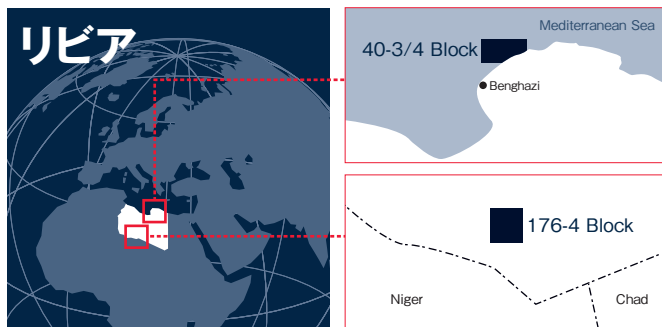 リビア
Mediterranean Sea
40-3/4 Block
Benghazi
176-4 Block
Niger
Chad